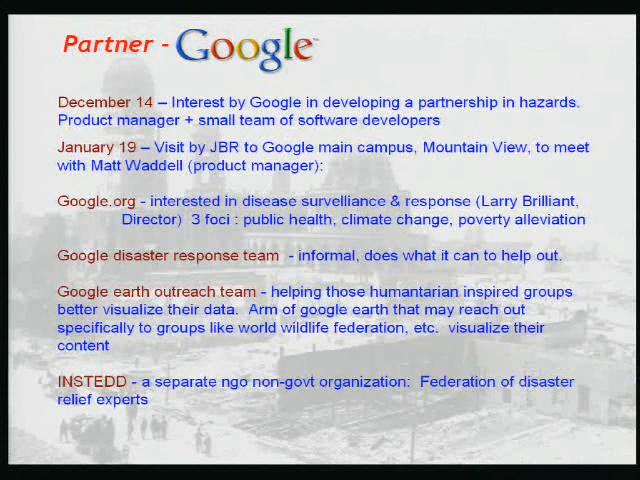 Partner - Google™
December 14 – Interest by Google in developing a partnership in hazards.
Product manager + small team of software developers
January 19 – Visit by JBR to Google main campus, Mountain View, to meet
with Matt Waddell (product manager):
Google.org - interested in disease survelliance & response (Larry Brilliant,
Director) 3 foci : public health, climate change, poverty alleviation
Google disaster response team - informal, does what it can to help out.
Google earth outreach team - helping those humanitarian inspired groups
better visualize their data. Arm of google earth that may reach out
specifically to groups like world wildlife federation, etc. visualize their
content
INSTEDD - a separate ngo non-govt organization: Federation of disaster
relief experts